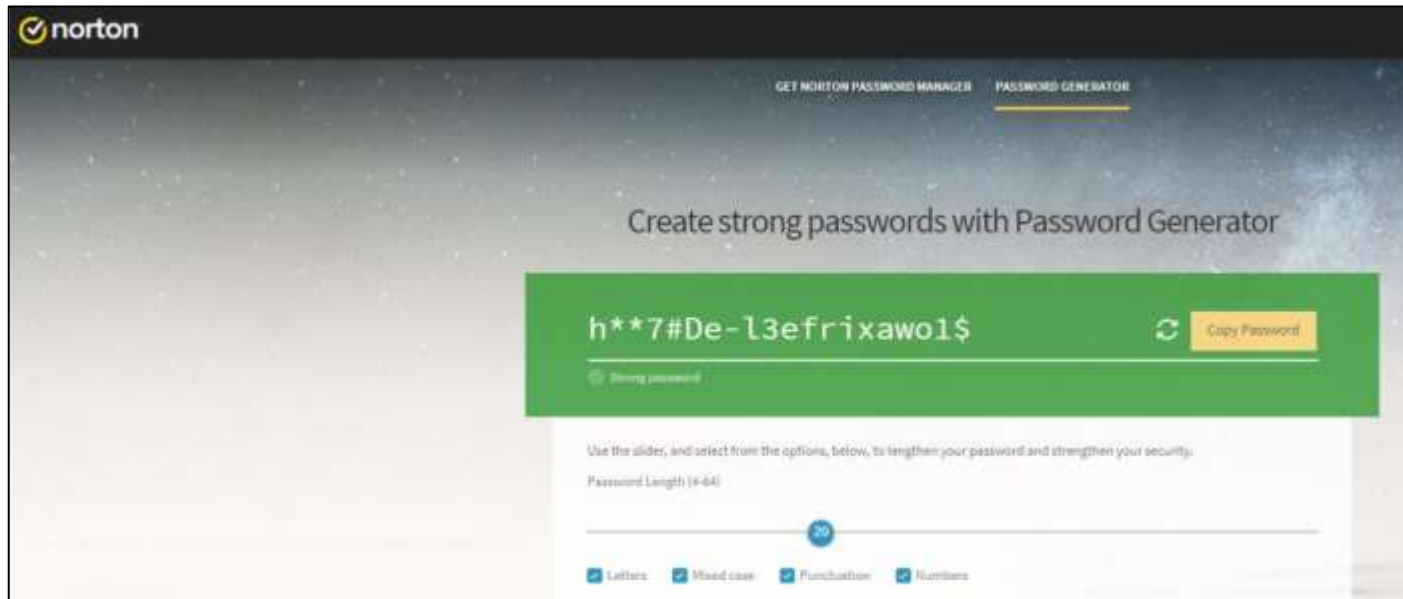 norton
GET NORTON PASSWORD MANAGER PASSWORD GENERATOR
Create strong passwords with Password Generator
h**7#De-l3efrixawo1$
Copy Password
Strong password
Use the slider, and select from the options, below, to lengthen your password and strengthen your security.
Password Length (4-64)
20
Letters Mixed case Punctuation Numbers